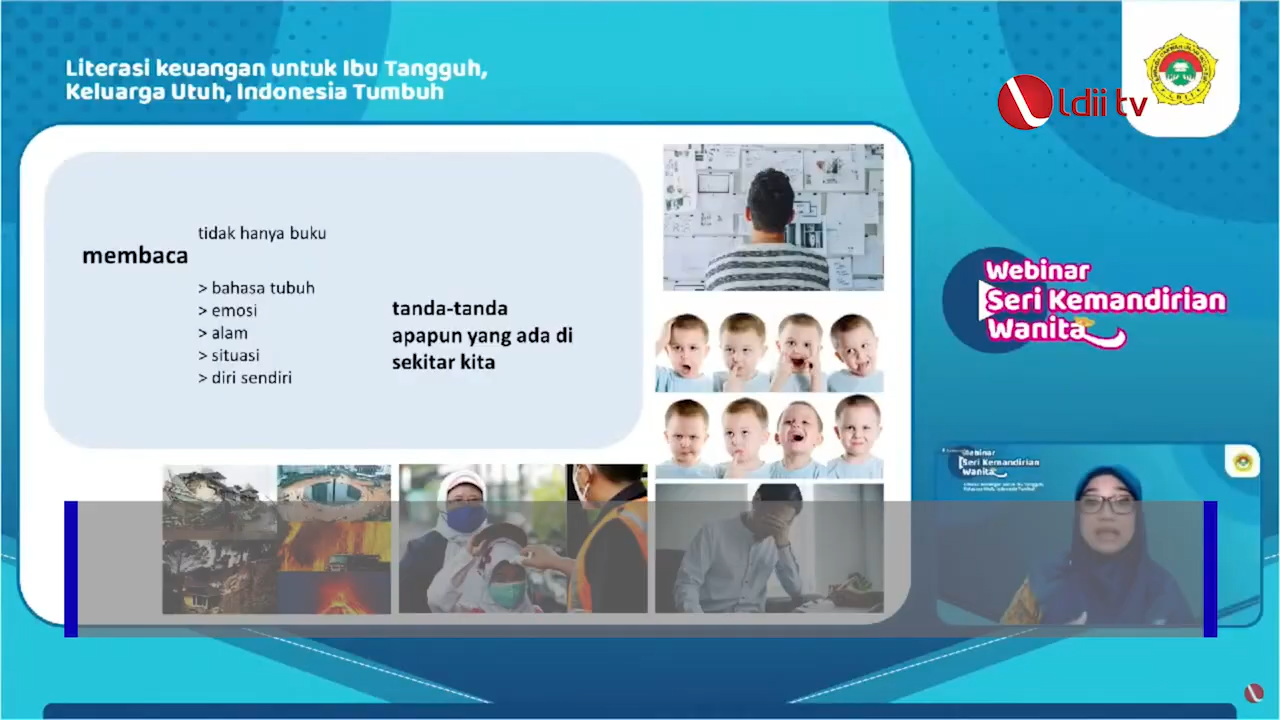 Literasi keuangan untuk Ibu Tangguh,
Keluarga Utuh, Indonesia Tumbuh
ldii tv
tidak hanya buku
membaca
> bahasa tubuh
> emosi
> alam
> situasi
> diri sendiri
tanda-tanda
apapun yang ada di
sekitar kita
Webinar
Seri Kemandirian
Wanita
Webinar
Seri Kemandirian
Wanita